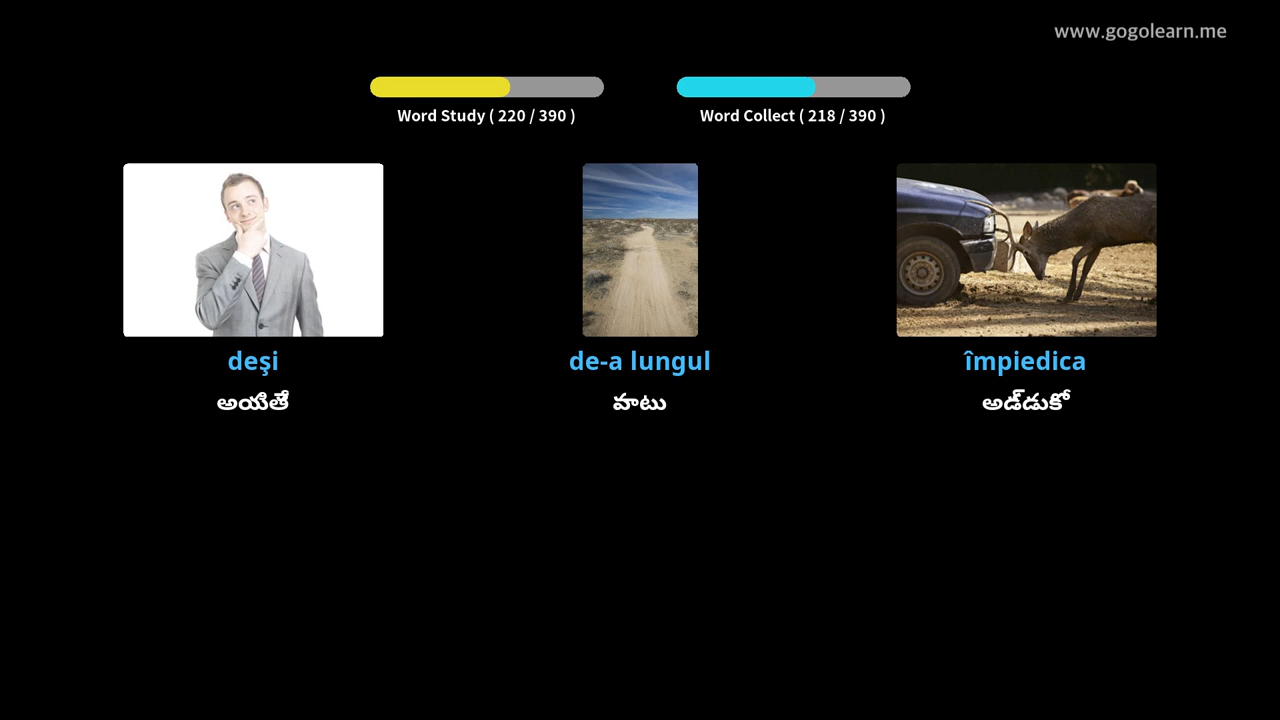 www.gogolearn.me
Word Study ( 220 / 390 )
Word Collect ( 218 / 390 )
deşi
de-a lungul
împiedica
అయితే
వాటు
అడ్డుకో